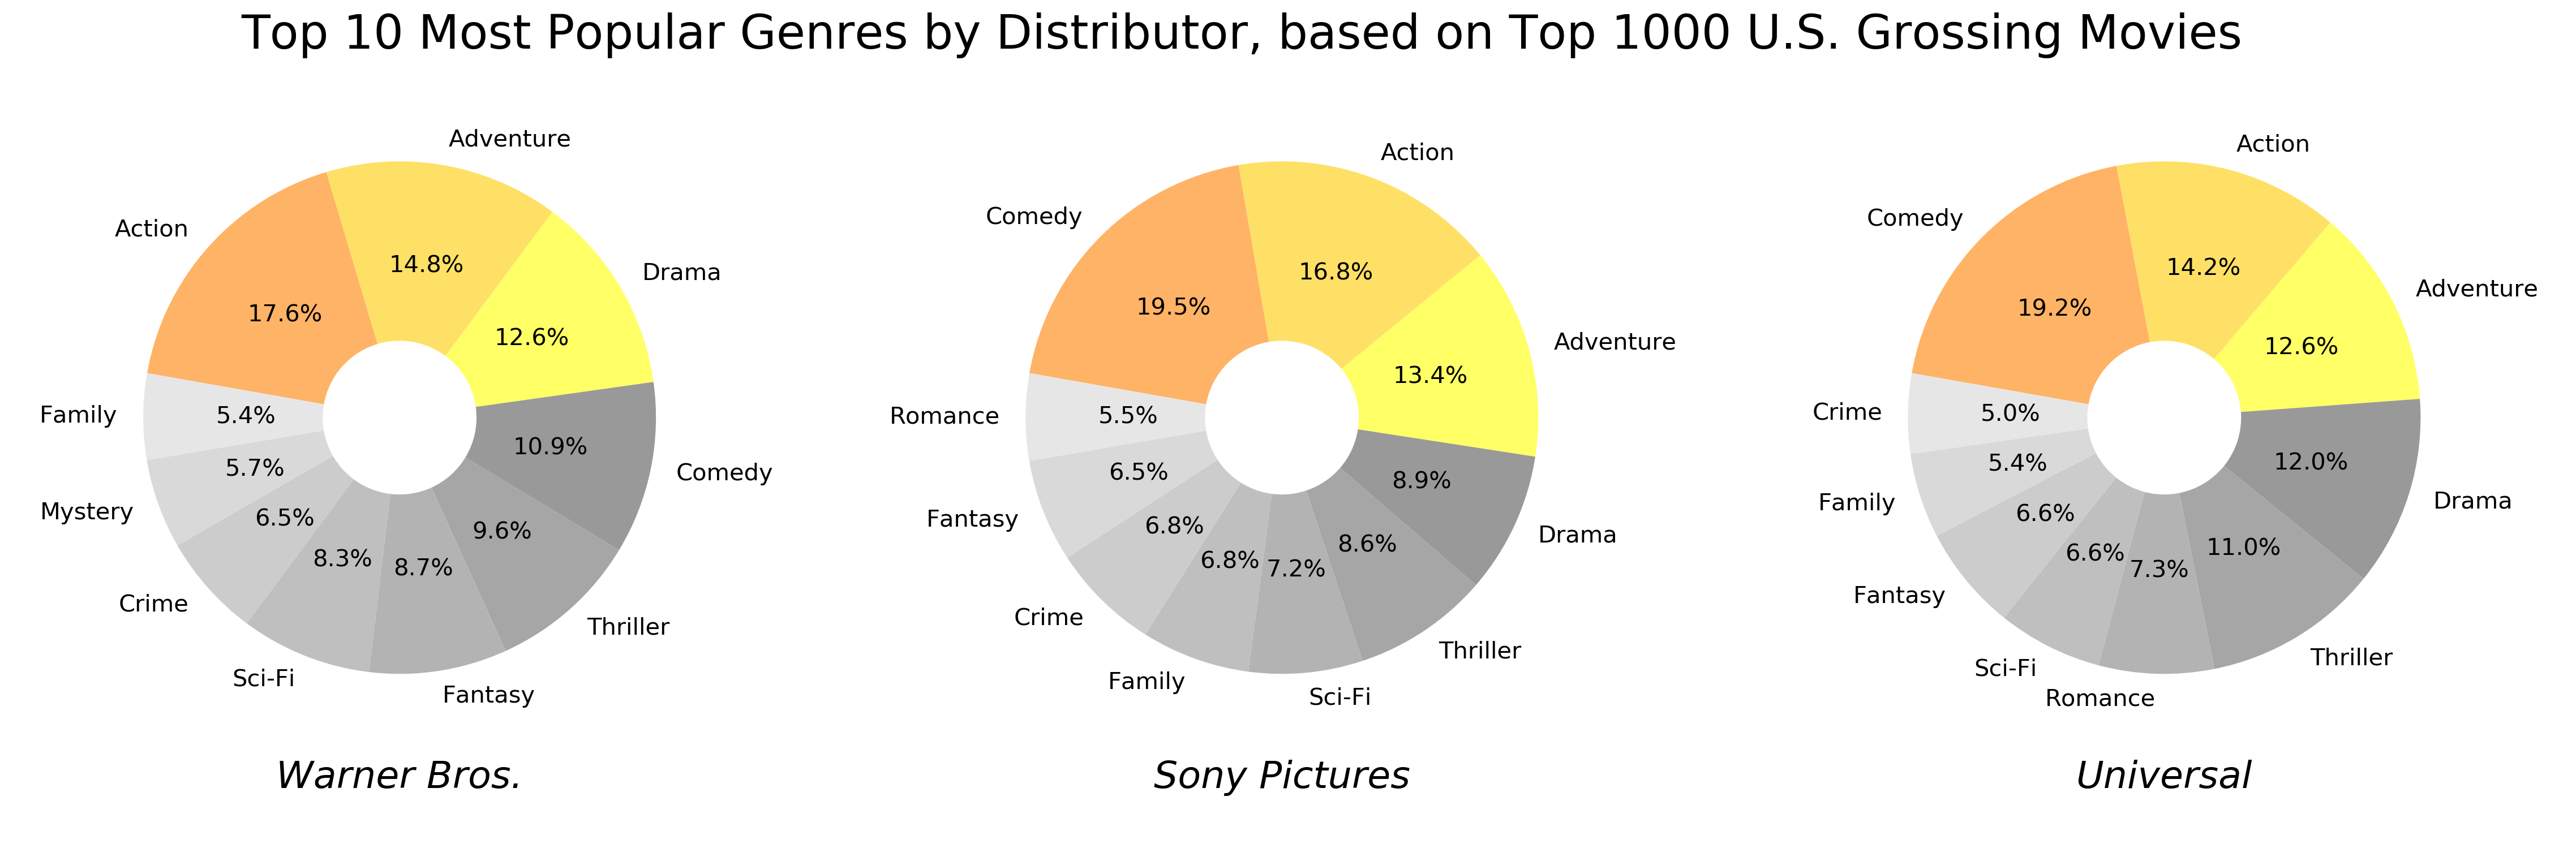 Top 10 Most Popular Genres by Distributor, based on Top 1000 U.S. Grossing Movies
Adventure
Action
Drama
14.8%
17.6%
12.6%
Family
5.4%
10.9%
Comedy
Mystery
5.7%
6.5%
9.6%
8.3%
8.7%
Crime
Thriller
Sci-Fi
Fantasy
Warner Bros.
Action
Comedy
16.8%
19.5%
Adventure
13.4%
Romance
5.5%
6.5%
8.9%
Fantasy
6.8%
8.6%
Drama
6.8%
7.2%
Crime
Thriller
Family
Sci-Fi
Sony Pictures
Action
Comedy
14.2%
Adventure
19.2%
12.6%
Crime
5.0%
5.4%
12.0%
Family
Drama
6.6%
6.6%
7.3%
11.0%
Fantasy
Thriller
Sci-Fi
Romance
Universal